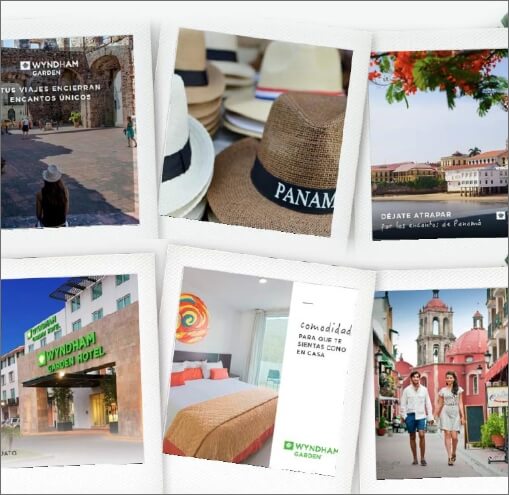 WYNDHAM
GARDEN
TUS VIAJES ENCIERRAN
ENCANTOS ÚNICOS
PANAM
DÉJATE ATRAPAR
por los encantos de Panamá
WYNDHAM
GARDEN HOTEL
WYNDHAM
GARDEN HOTEL
comodidad
PARA QUE TE
SIENTAS COMO
EN CASA
WYNDHAM
GARDEN